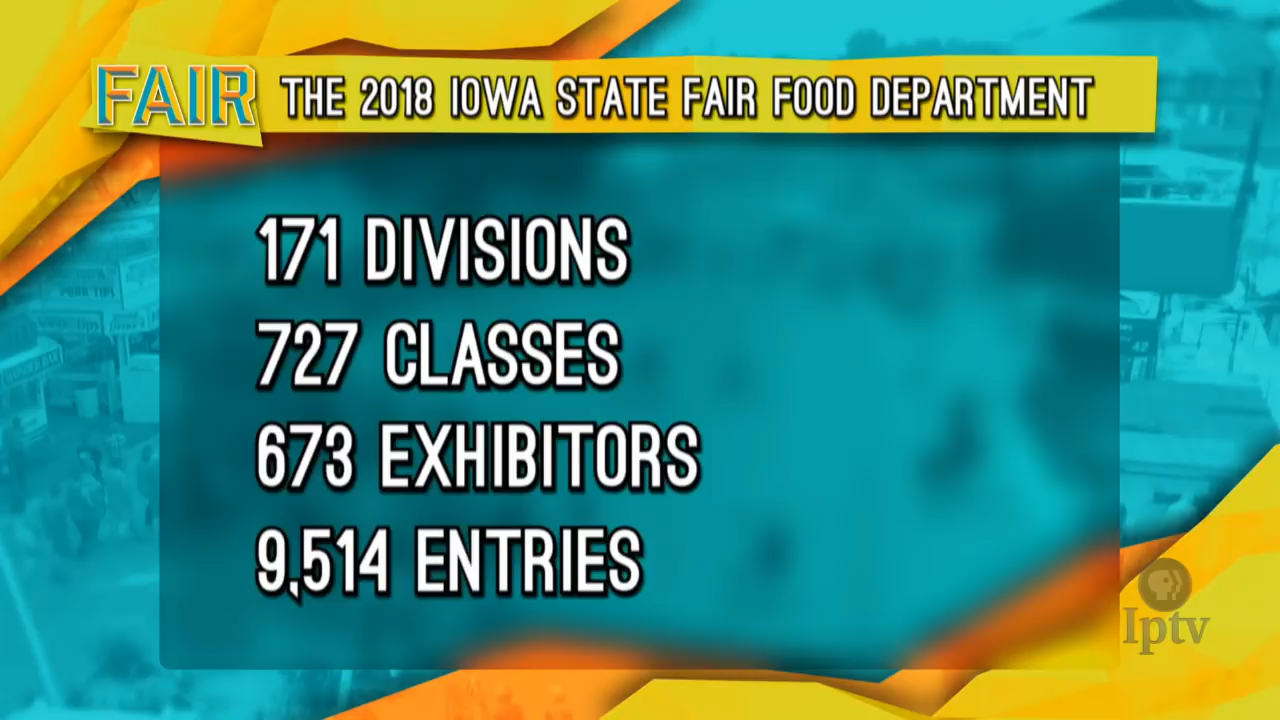 FAIR THE 2018 IOWA STATE FAIR FOOD DEPARTMENT
171 DIVISIONS
727 CLASSES
673 EXHIBITORS
9,514 ENTRIES
Iptv